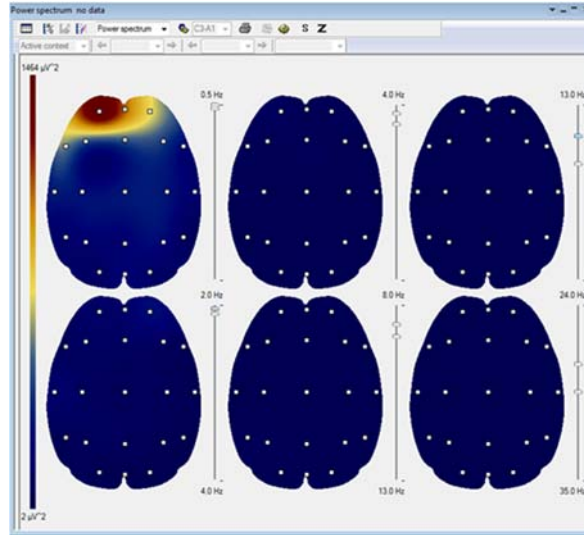 Power spectrum no data
Power spectrum C3-A1 S Z
Active context
1464 µV^2
0.5 Hz 4.0 Hz 13.0 Hz
2.0 Hz 8.0 Hz 24.0 Hz
4.0 Hz 13.0 Hz 35.0 Hz
2 µV^2